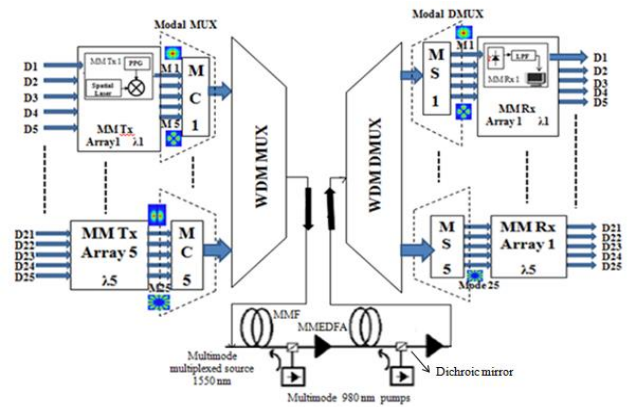 Modal MUX
Modal DMUX
D1
D2
D3
D4
D5
MM Tx 1
PPG
Spatial
Laser
MM Tx
Array1 λ1
M 1
M 5
M
C
1
WDM MUX
WDM DMUX
M
S
1
M 1
LPF
MM Rx 1
MM Rx
Array 1 λ1
D1
D2
D3
D4
D5
D21
D22
D23
D24
D25
MM Tx
Array 5
λ5
M25
M
C
5
M
S
5
Mode 25
MM Rx
Array 1
λ5
D21
D22
D23
D24
D25
MMF
MMEDFA
Multimode
multiplexed source
1550 nm
Dichroic mirror
Multimode 980 nm pumps